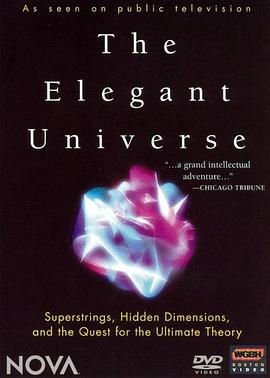 As seen on public television
The
Elegant
Universe
"...a grand intellectual
adventure..."
—CHICAGO TRIBUNE
Superstrings, Hidden Dimensions,
and the Quest for the Ultimate Theory
NOVA
DVD
VIDEO
WGBH
BOSTON
VIDEO